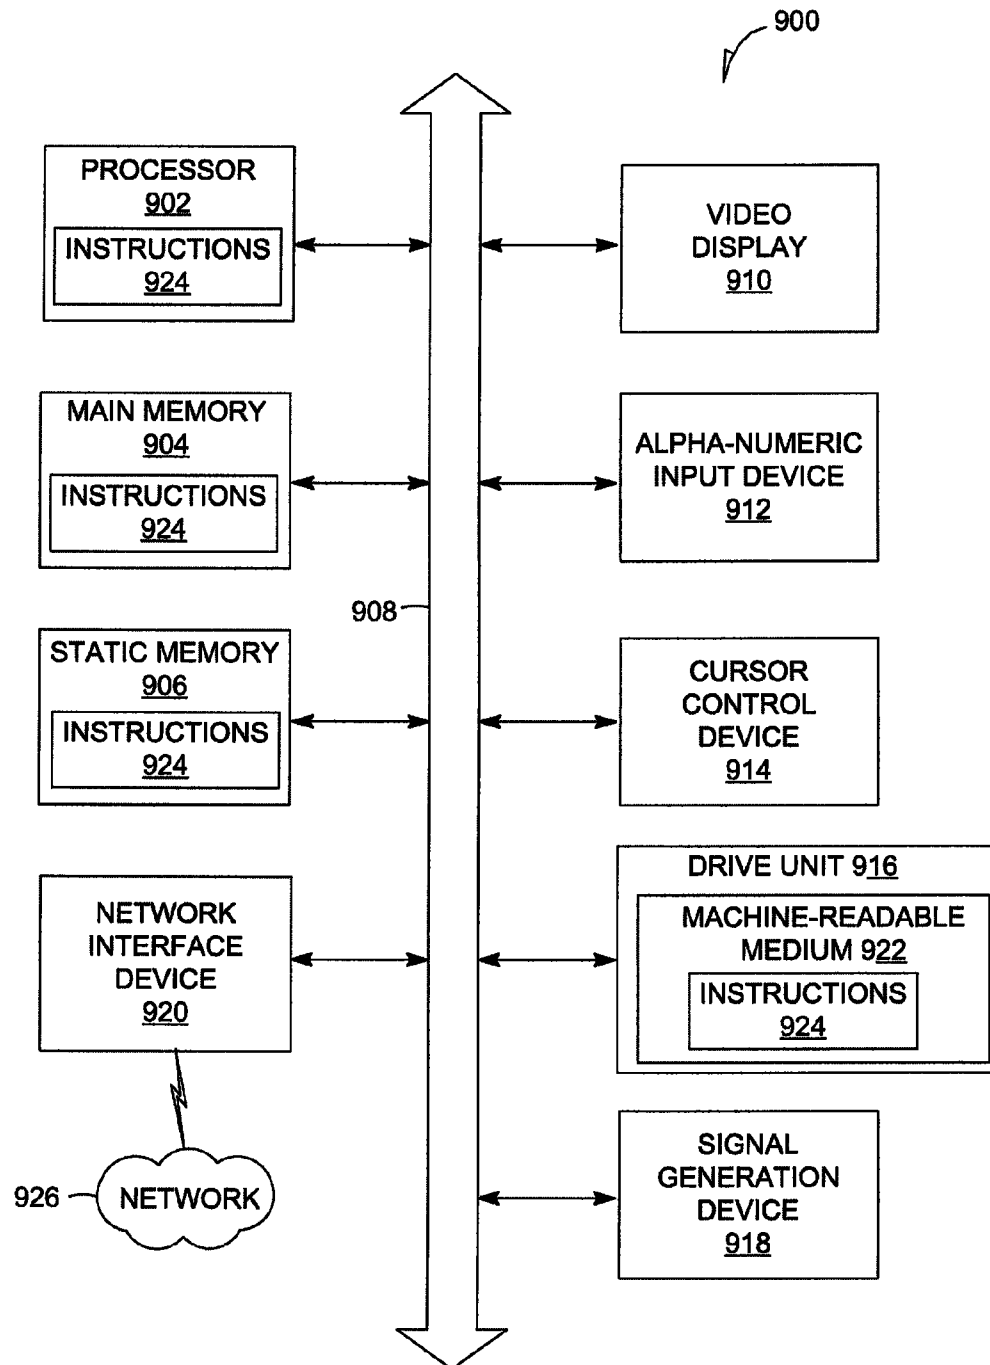 900
PROCESSOR
902
INSTRUCTIONS
924
VIDEO
DISPLAY
910
MAIN MEMORY
904
INSTRUCTIONS
924
ALPHA-NUMERIC
INPUT DEVICE
912
908
STATIC MEMORY
906
INSTRUCTIONS
924
CURSOR
CONTROL
DEVICE
914
NETWORK
INTERFACE
DEVICE
920
DRIVE UNIT 916
MACHINE-READABLE
MEDIUM 922
INSTRUCTIONS
924
926
NETWORK
SIGNAL
GENERATION
DEVICE
918